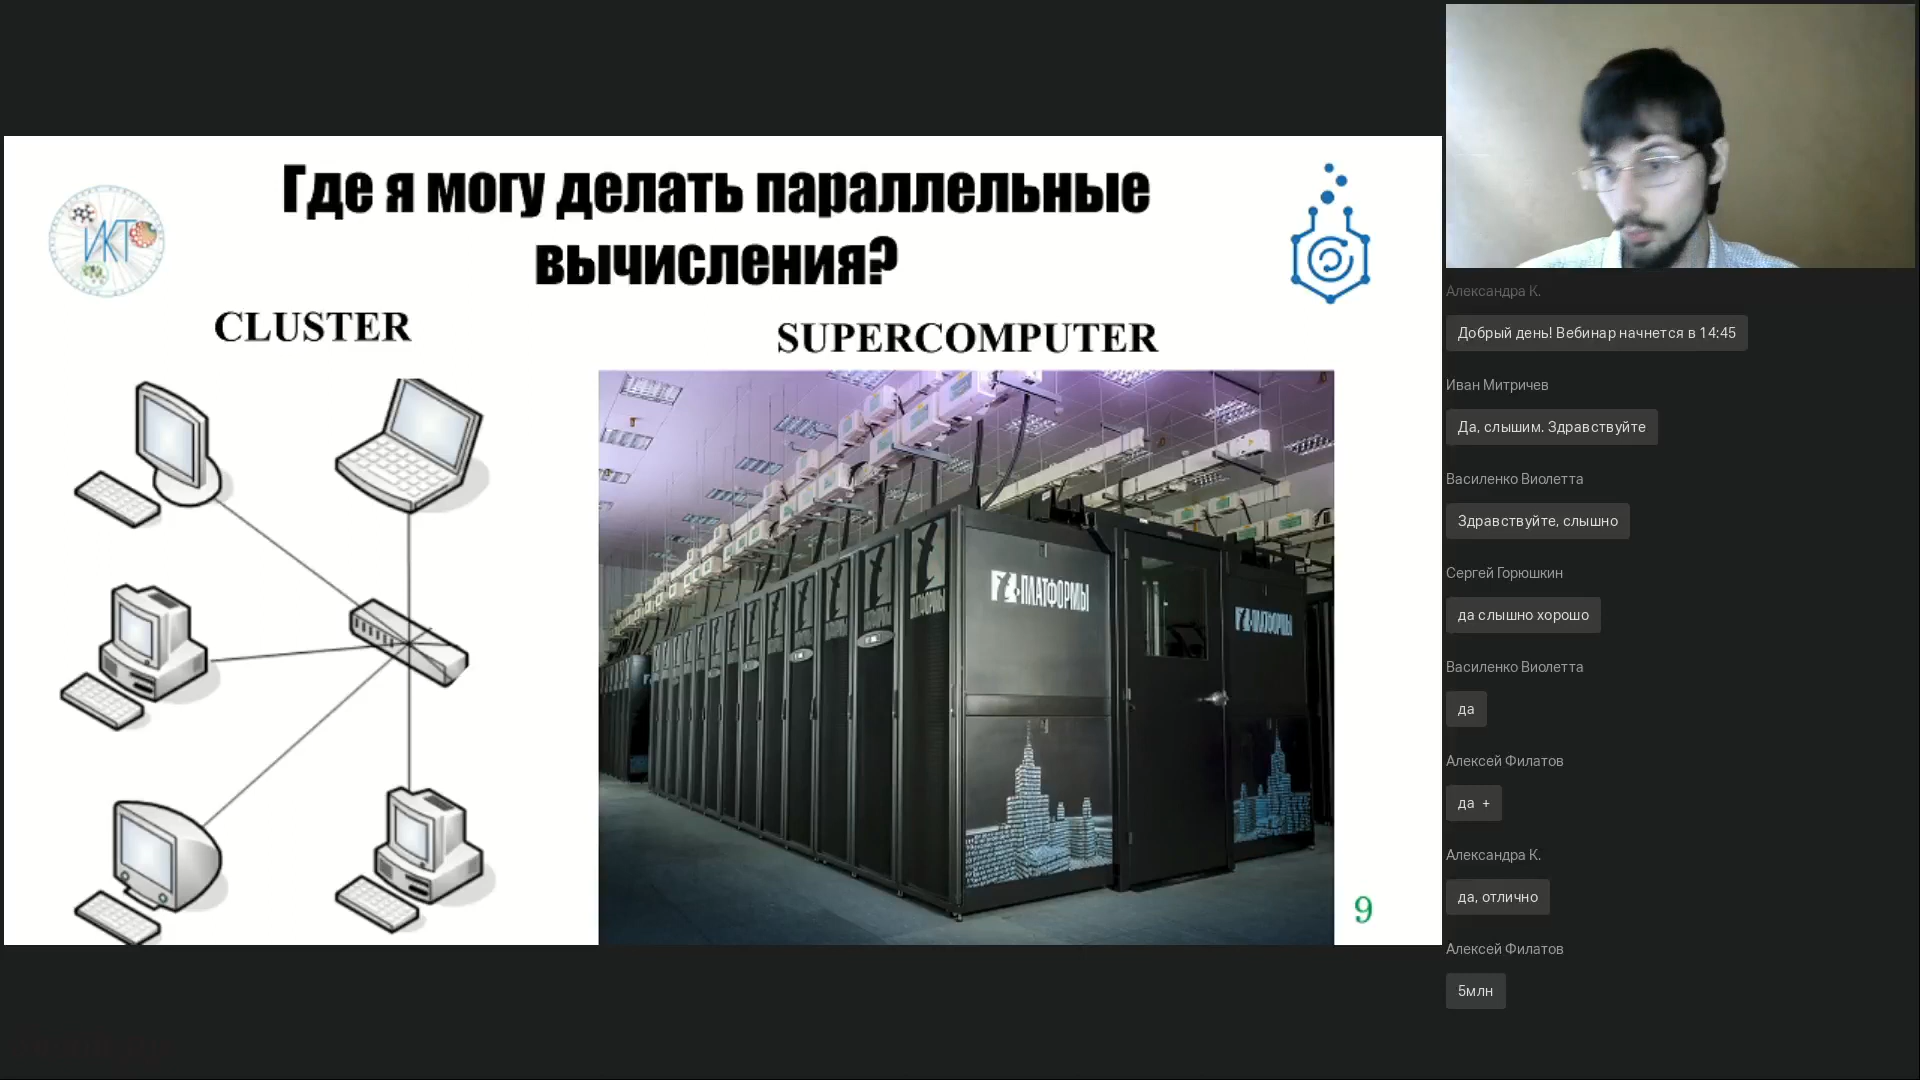 Где я могу делать параллельные
вычисления?
ИКТ
CLUSTER
SUPERCOMPUTER
Т-ПЛАТФОРМЫ
Т-ПЛАТФОРМЫ
9
Александра К.
Добрый день! Вебинар начнется в 14:45
Иван Митричев
Да, слышим. Здравствуйте
Василенко Виолетта
Здравствуйте, слышно
Сергей Горюшкин
да слышно хорошо
Василенко Виолетта
да
Алексей Филатов
да +
Александра К.
да, отлично
Алексей Филатов
5млн